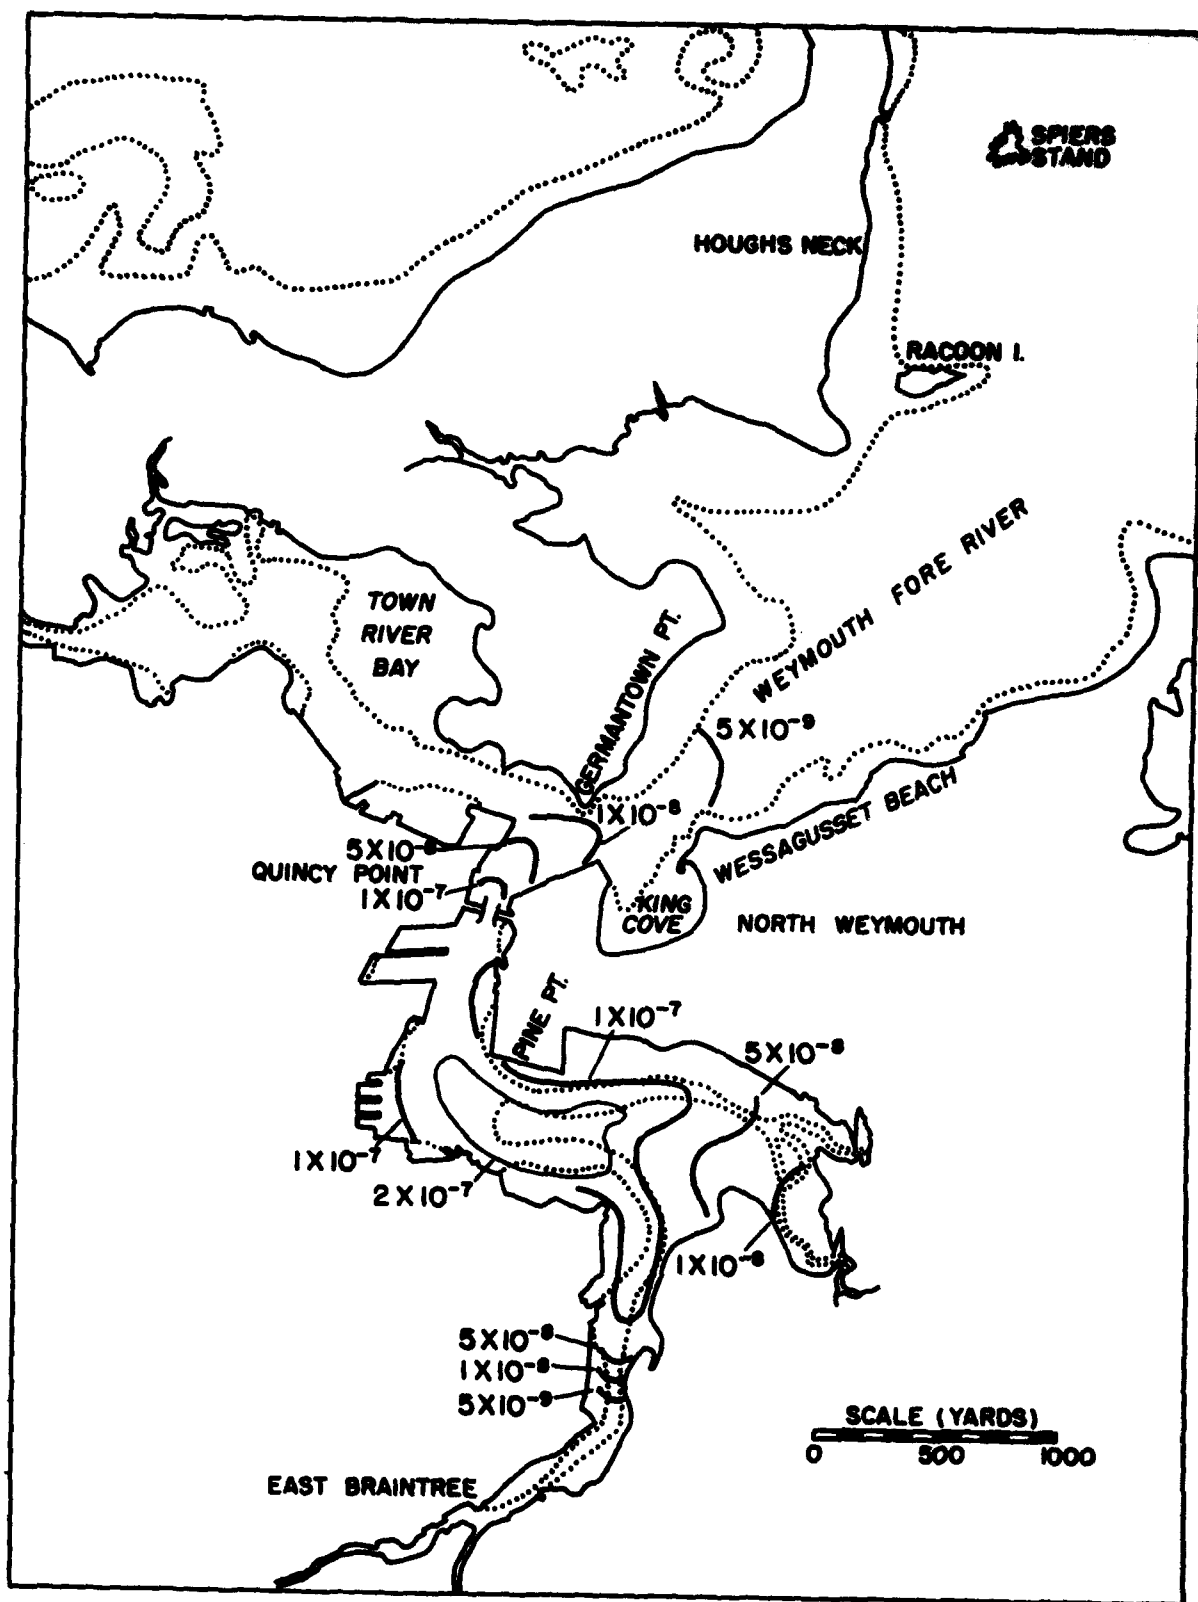 SPIERS
STAND
HOUGHS NECK
RACOON I.
WEYMOUTH FORE RIVER
TOWN
RIVER
BAY
GERMANTOWN PT.
5X10⁻⁹
1X10⁻⁸
WESSAGUSSET BEACH
5X10⁻⁸
QUINCY POINT
1X10⁻⁷
KING
COVE
NORTH WEYMOUTH
PINE PT.
1X10⁻⁷
5X10⁻⁸
1X10⁻⁷
2X10⁻⁷
1X10⁻⁸
5X10⁻⁸
1X10⁻⁸
5X10⁻⁹
SCALE (YARDS)
0 500 1000
EAST BRAINTREE